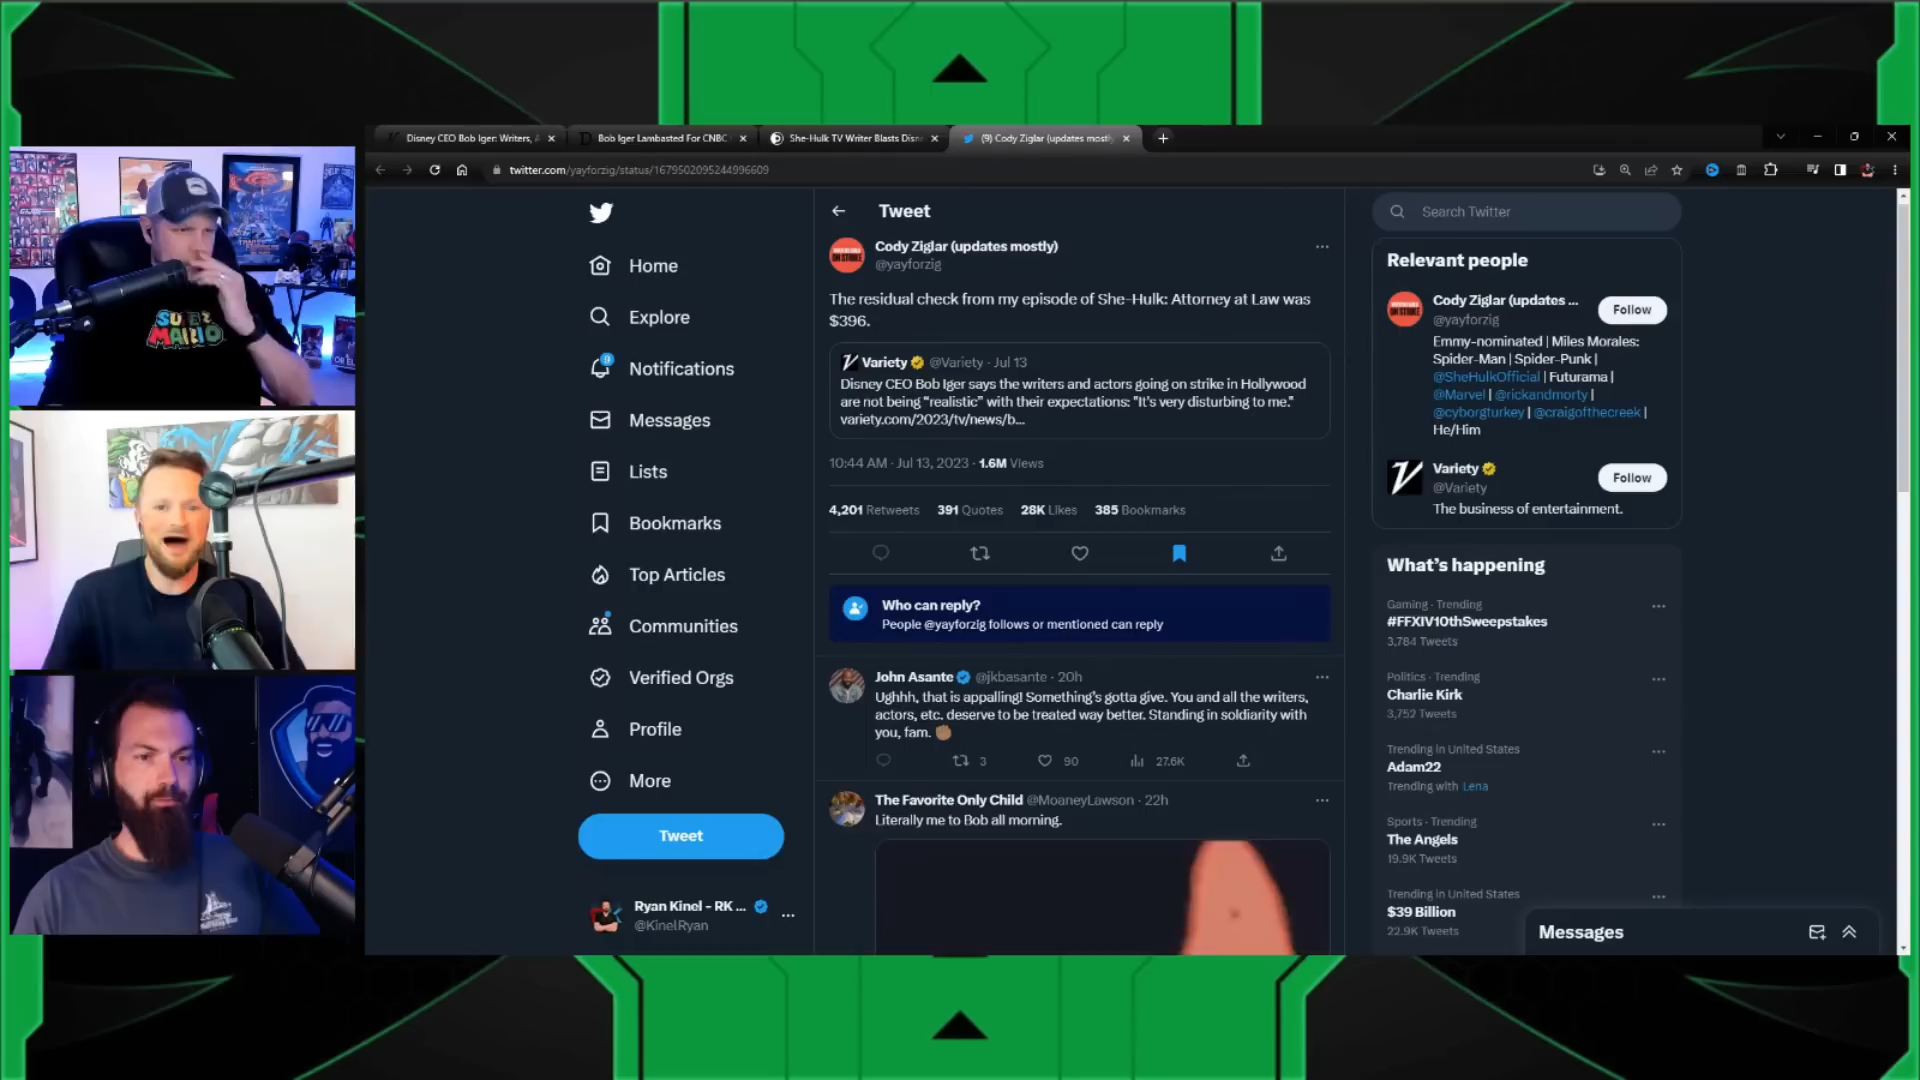 Disney CEO Bob Iger: Writers, A
Bob Iger Lambasted For CNBC
She-Hulk TV Writer Blasts Disn
(9) Cody Ziglar (updates mostl
twitter.com/yayforzig/status/1679502095244996609
SUPER
MARIO
Home
Explore
9
Notifications
Messages
Lists
Bookmarks
Top Articles
Communities
Verified Orgs
Profile
More
Tweet
Ryan Kinel - RK ...
@KinelRyan
Tweet
ON STRIKE
Cody Ziglar (updates mostly)
@yayforzig
The residual check from my episode of She-Hulk: Attorney at Law was
$396.
Variety @Variety · Jul 13
Disney CEO Bob Iger says the writers and actors going on strike in Hollywood
are not being “realistic” with their expectations: "It's very disturbing to me."
variety.com/2023/tv/news/b...
10:44 AM · Jul 13, 2023 · 1.6M Views
4,201 Retweets 391 Quotes 28K Likes 385 Bookmarks
Who can reply?
People @yayforzig follows or mentioned can reply
John Asante @jkbasante · 20h
Ughhh, that is appalling! Something's gotta give. You and all the writers,
actors, etc. deserve to be treated way better. Standing in soldiarity with
you, fam.
3 90 27.6K
The Favorite Only Child @MoaneyLawson · 22h
Literally me to Bob all morning.
Search Twitter
Relevant people
ON STRIKE
Cody Ziglar (updates ...
@yayforzig
Follow
Emmy-nominated | Miles Morales:
Spider-Man | Spider-Punk |
@SheHulkOfficial | Futurama |
@Marvel | @rickandmorty |
@cyborgturkey | @craigofthecreek |
He/Him
Variety
@Variety
Follow
The business of entertainment.
What's happening
Gaming · Trending
#FFXIV10thSweepstakes
3,784 Tweets
Politics · Trending
Charlie Kirk
3,752 Tweets
Trending in United States
Adam22
Trending with Lena
Sports · Trending
The Angels
19.9K Tweets
Trending in United States
$39 Billion
22.9K Tweets
Messages